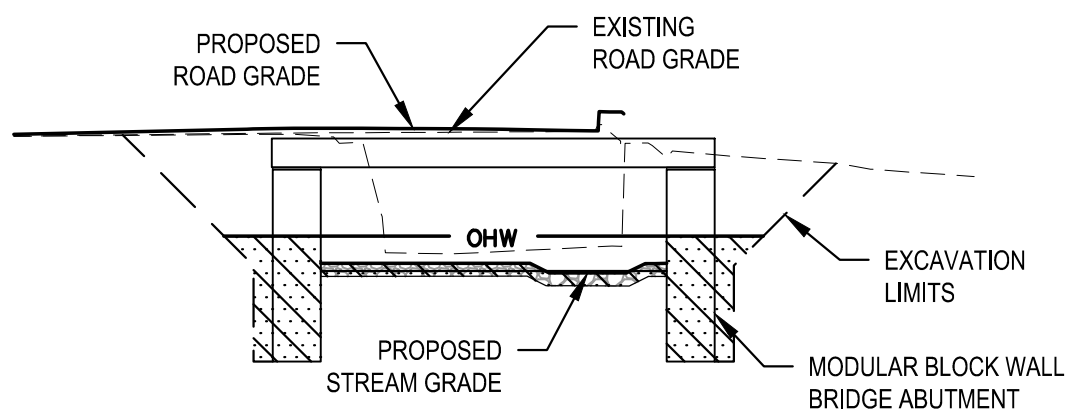 PROPOSED
ROAD GRADE
EXISTING
ROAD GRADE
OHW
EXCAVATION
LIMITS
PROPOSED
STREAM GRADE
MODULAR BLOCK WALL
BRIDGE ABUTMENT